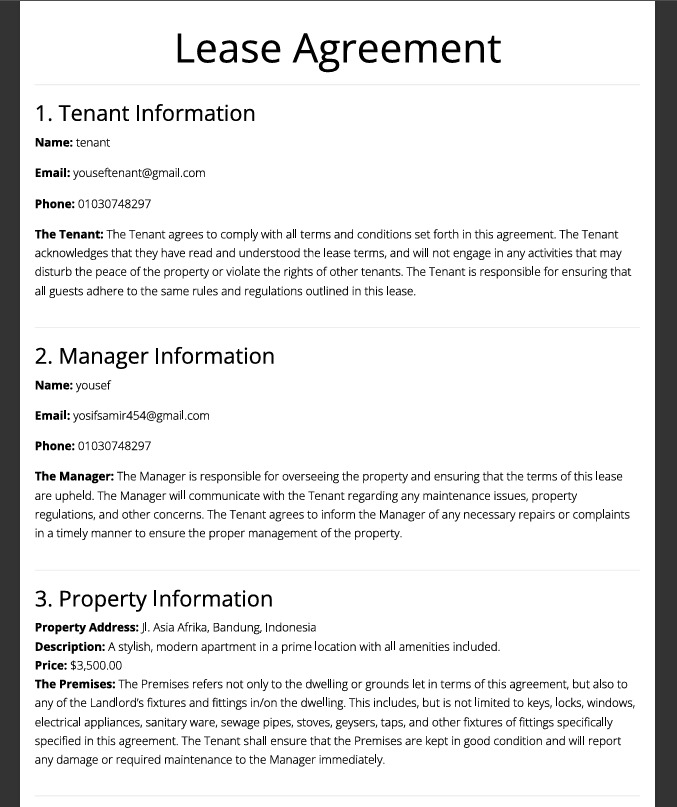 Lease Agreement
1. Tenant Information
Name: tenant
Email: youseftenant@gmail.com
Phone: 01030748297
The Tenant: The Tenant agrees to comply with all terms and conditions set forth in this agreement. The Tenant
acknowledges that they have read and understood the lease terms, and will not engage in any activities that may
disturb the peace of the property or violate the rights of other tenants. The Tenant is responsible for ensuring that
all guests adhere to the same rules and regulations outlined in this lease.
2. Manager Information
Name: yousef
Email: yosifsamir454@gmail.com
Phone: 01030748297
The Manager: The Manager is responsible for overseeing the property and ensuring that the terms of this lease
are upheld. The Manager will communicate with the Tenant regarding any maintenance issues, property
regulations, and other concerns. The Tenant agrees to inform the Manager of any necessary repairs or complaints
in a timely manner to ensure the proper management of the property.
3. Property Information
Property Address: Jl. Asia Afrika, Bandung, Indonesia
Description: A stylish, modern apartment in a prime location with all amenities included.
Price: $3,500.00
The Premises: The Premises refers not only to the dwelling or grounds let in terms of this agreement, but also to
any of the Landlord's fixtures and fittings in/on the dwelling. This includes, but is not limited to keys, locks, windows,
electrical appliances, sanitary ware, sewage pipes, stoves, geysers, taps, and other fixtures of fittings specifically
specified in this agreement. The Tenant shall ensure that the Premises are kept in good condition and will report
any damage or required maintenance to the Manager immediately.